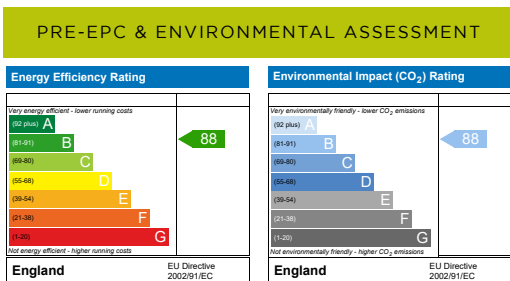 PRE-EPC & ENVIRONMENTAL ASSESSMENT
Energy Efficiency Rating
Very energy efficient - lower running costs
(92 plus) A
(81-91) B
(69-80) C
(55-68) D
(39-54) E
(21-38) F
(1-20) G
88
Not energy efficient - higher running costs
England
EU Directive
2002/91/EC
Environmental Impact (CO₂) Rating
Very environmentally friendly - lower CO₂ emissions
(92 plus) A
(81-91) B
(69-80) C
(55-68) D
(39-54) E
(21-38) F
(1-20) G
88
Not environmentally friendly - higher CO₂ emissions
England
EU Directive
2002/91/EC